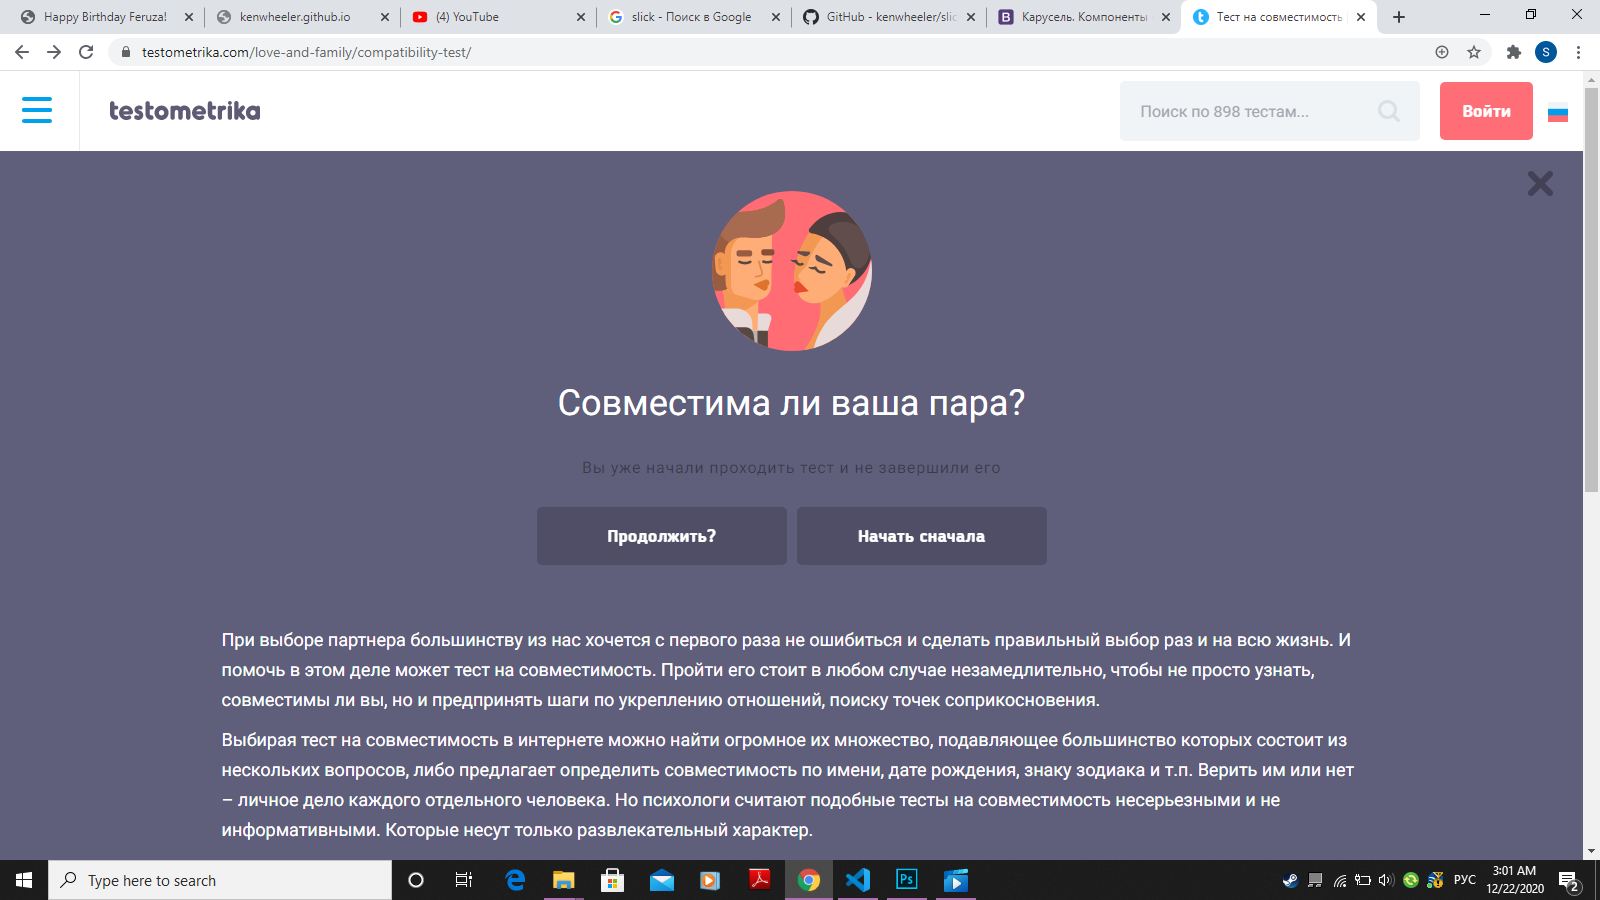 Happy Birthday Feruza!
kenwheeler.github.io
(4) YouTube
slick - Поиск в Google
GitHub - kenwheeler/slic
Карусель. Компоненты
Тест на совместимость
testometrika.com/love-and-family/compatibility-test/
S
testometrika
Поиск по 898 тестам...
Войти
Совместима ли ваша пара?
Вы уже начали проходить тест и не завершили его
Продолжить?
Начать сначала
При выборе партнера большинству из нас хочется с первого раза не ошибиться и сделать правильный выбор раз и на всю жизнь. И
помочь в этом деле может тест на совместимость. Пройти его стоит в любом случае незамедлительно, чтобы не просто узнать,
совместимы ли вы, но и предпринять шаги по укреплению отношений, поиску точек соприкосновения.
Выбирая тест на совместимость в интернете можно найти огромное их множество, подавляющее большинство которых состоит из
нескольких вопросов, либо предлагает определить совместимость по имени, дате рождения, знаку зодиака и т.п. Верить им или нет
– личное дело каждого отдельного человека. Но психологи считают подобные тесты на совместимость несерьезными и не
информативными. Которые несут только развлекательный характер.
Type here to search
Ps
РУС
3:01 AM
12/22/2020
2